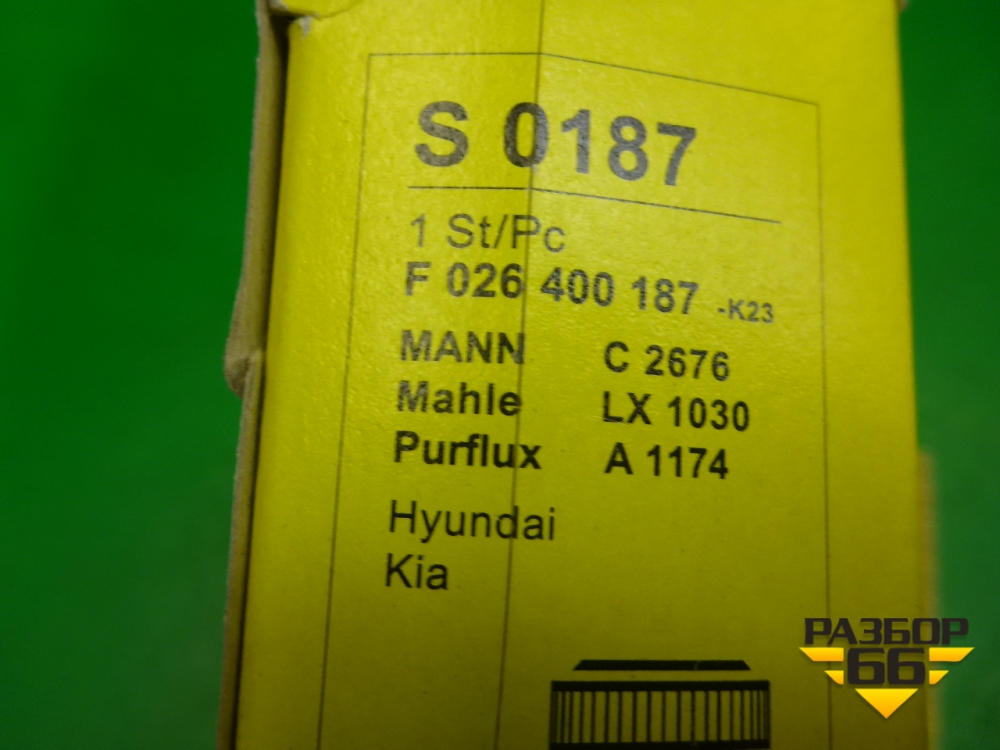 S 0187
1 St/Pc
F 026 400 187 -K23
MANN C 2676
Mahle LX 1030
Purflux A 1174
Hyundai
Kia
РАЗБОР
66